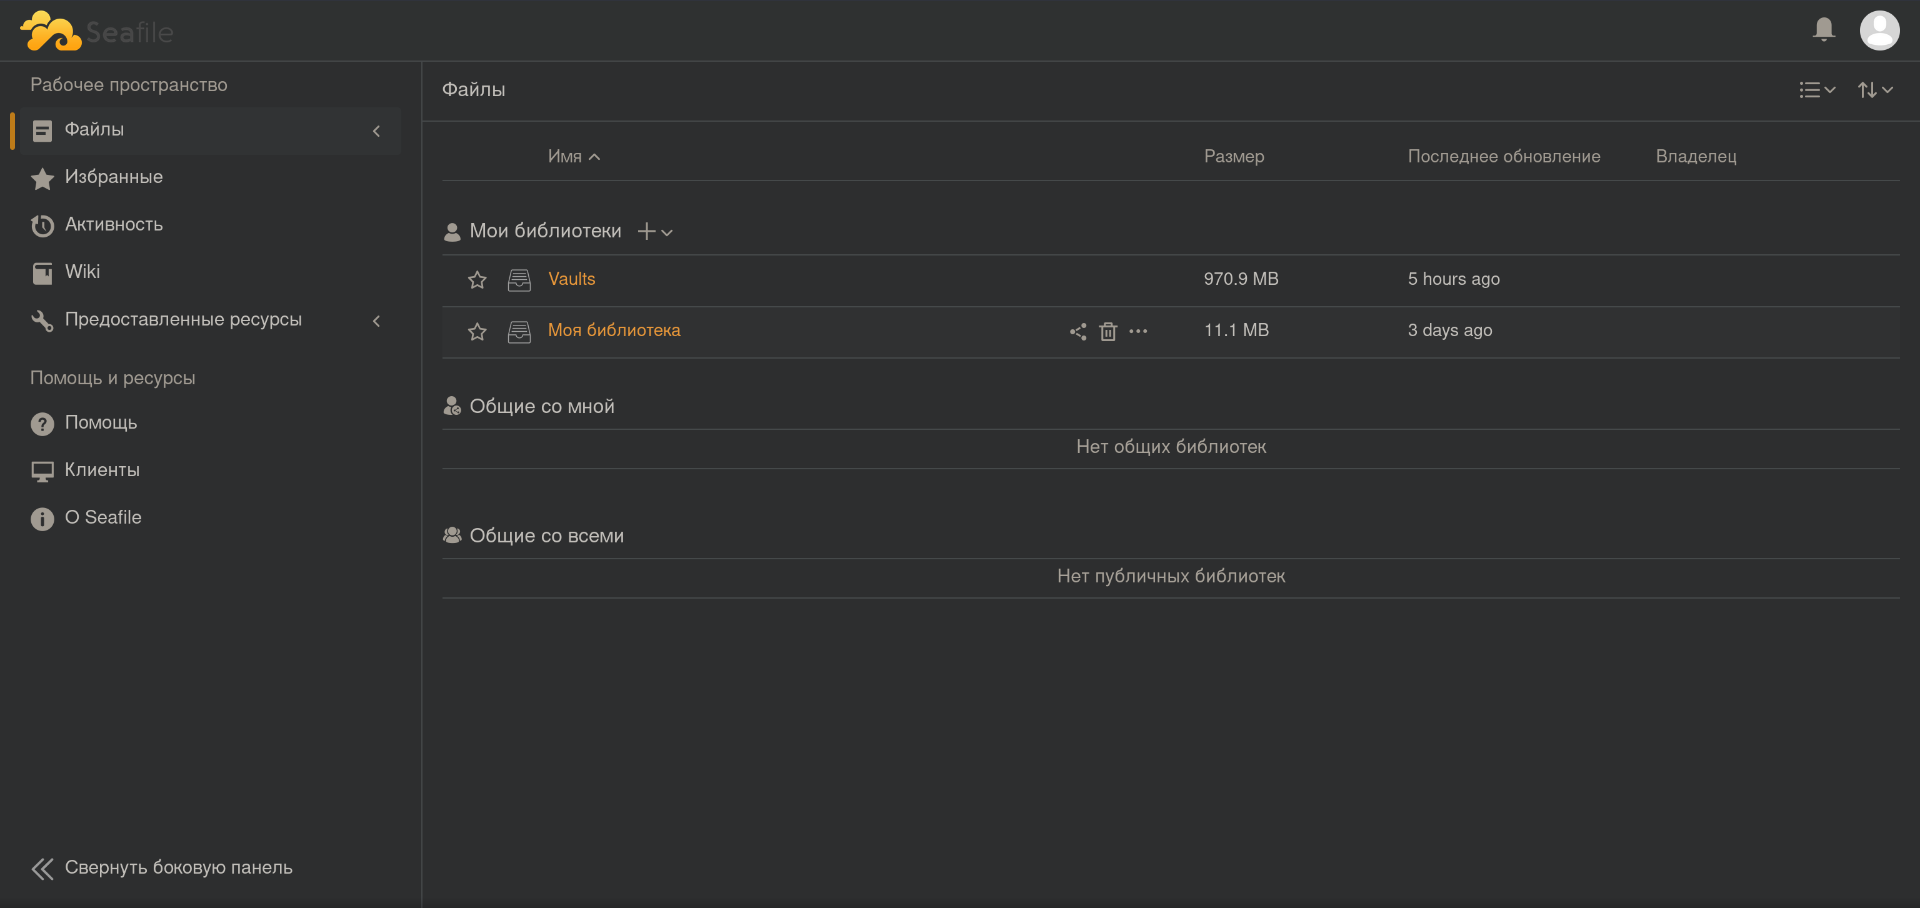 Seafile
Рабочее пространство
Файлы
Избранные
Активность
Wiki
Предоставленные ресурсы
Помощь и ресурсы
Помощь
Клиенты
О Seafile
Свернуть боковую панель
Файлы
Имя Размер Последнее обновление Владелец
Мои библиотеки
Vaults 970.9 MB 5 hours ago
Моя библиотека 11.1 MB 3 days ago
Общие со мной
Нет общих библиотек
Общие со всеми
Нет публичных библиотек